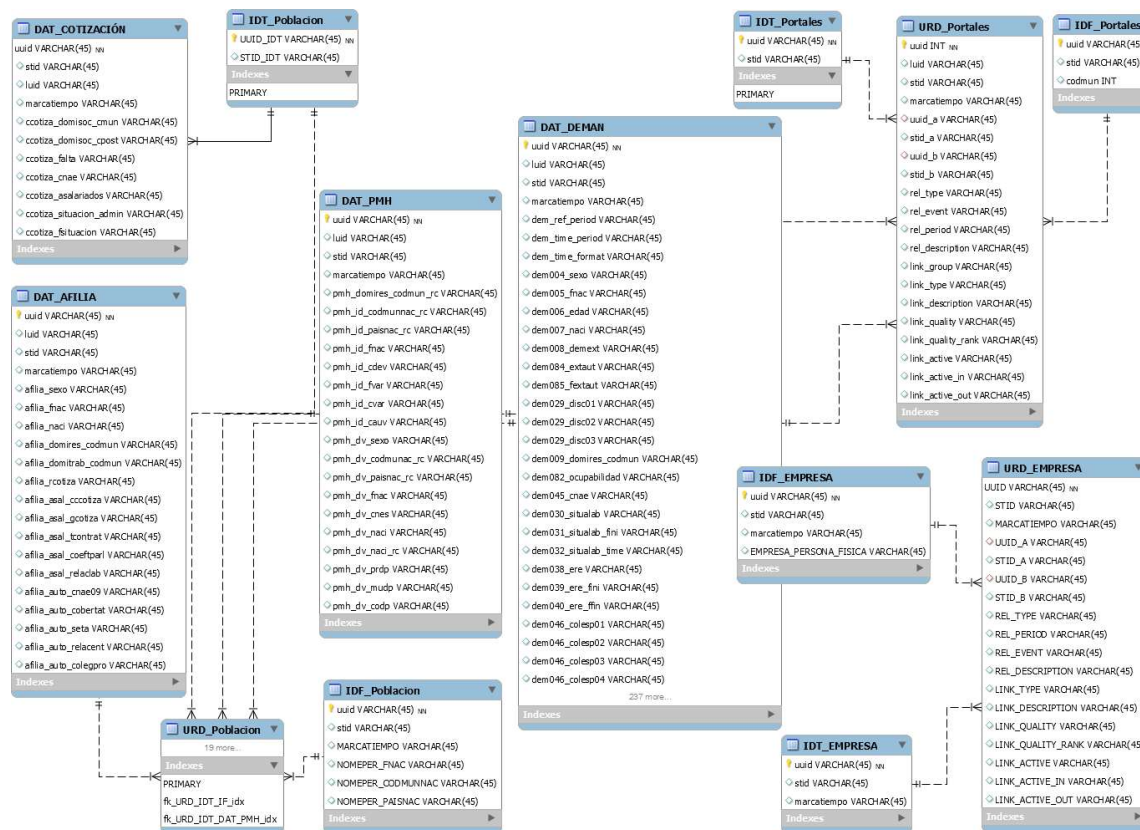 DAT_COTIZACIÓN
uuid VARCHAR(45) NN
stid VARCHAR(45)
luid VARCHAR(45)
marcatiempo VARCHAR(45)
ccotiza_domisoc_cmun VARCHAR(45)
ccotiza_domisoc_cpost VARCHAR(45)
ccotiza_falta VARCHAR(45)
ccotiza_cnae VARCHAR(45)
ccotiza_asalariados VARCHAR(45)
ccotiza_situacion_admin VARCHAR(45)
ccotiza_fsituacion VARCHAR(45)
Indexes
IDT_Poblacion
UUID_IDT VARCHAR(45) NN
STID_IDT VARCHAR(45)
Indexes
PRIMARY
DAT_AFILIA
uuid VARCHAR(45) NN
luid VARCHAR(45)
stid VARCHAR(45)
marcatiempo VARCHAR(45)
afilia_sexo VARCHAR(45)
afilia_fnac VARCHAR(45)
afilia_naci VARCHAR(45)
afilia_domires_codmun VARCHAR(45)
afilia_domitrab_codmun VARCHAR(45)
afilia_rcotiza VARCHAR(45)
afilia_asal_cccotiza VARCHAR(45)
afilia_asal_gcotiza VARCHAR(45)
afilia_asal_tcontrat VARCHAR(45)
afilia_asal_coeftparl VARCHAR(45)
afilia_asal_relaclab VARCHAR(45)
afilia_auto_cnae09 VARCHAR(45)
afilia_auto_cobertat VARCHAR(45)
afilia_auto_seta VARCHAR(45)
afilia_auto_relacent VARCHAR(45)
afilia_auto_colegpro VARCHAR(45)
Indexes
DAT_PMH
uuid VARCHAR(45) NN
luid VARCHAR(45)
stid VARCHAR(45)
marcatiempo VARCHAR(45)
pmh_domires_codmun_rc VARCHAR(45)
pmh_id_codmunnac_rc VARCHAR(45)
pmh_id_paisnac_rc VARCHAR(45)
pmh_id_fnac VARCHAR(45)
pmh_id_cdev VARCHAR(45)
pmh_id_fvar VARCHAR(45)
pmh_id_cvar VARCHAR(45)
pmh_id_cauv VARCHAR(45)
pmh_dv_sexo VARCHAR(45)
pmh_dv_codmunac_rc VARCHAR(45)
pmh_dv_paisnac_rc VARCHAR(45)
pmh_dv_fnac VARCHAR(45)
pmh_dv_cnes VARCHAR(45)
pmh_dv_naci VARCHAR(45)
pmh_dv_naci_rc VARCHAR(45)
pmh_dv_prdp VARCHAR(45)
pmh_dv_mudp VARCHAR(45)
pmh_dv_codp VARCHAR(45)
Indexes
DAT_DEMAN
uuid VARCHAR(45) NN
luid VARCHAR(45)
stid VARCHAR(45)
marcatiempo VARCHAR(45)
dem_ref_period VARCHAR(45)
dem_time_period VARCHAR(45)
dem_time_format VARCHAR(45)
dem004_sexo VARCHAR(45)
dem005_fnac VARCHAR(45)
dem006_edad VARCHAR(45)
dem007_naci VARCHAR(45)
dem008_demext VARCHAR(45)
dem084_extaut VARCHAR(45)
dem085_fextaut VARCHAR(45)
dem029_disc01 VARCHAR(45)
dem029_disc02 VARCHAR(45)
dem029_disc03 VARCHAR(45)
dem009_domires_codmun VARCHAR(45)
dem082_ocupabilidad VARCHAR(45)
dem045_cnae VARCHAR(45)
dem030_situalab VARCHAR(45)
dem031_situalab_fini VARCHAR(45)
dem032_situalab_time VARCHAR(45)
dem038_ere VARCHAR(45)
dem039_ere_fini VARCHAR(45)
dem040_ere_ffin VARCHAR(45)
dem046_colesp01 VARCHAR(45)
dem046_colesp02 VARCHAR(45)
dem046_colesp03 VARCHAR(45)
dem046_colesp04 VARCHAR(45)
237 more...
Indexes
IDT_Portales
uuid VARCHAR(45) NN
stid VARCHAR(45)
Indexes
PRIMARY
URD_Portales
uuid INT NN
luid VARCHAR(45)
stid VARCHAR(45)
marcatiempo VARCHAR(45)
uuid_a VARCHAR(45)
stid_a VARCHAR(45)
uuid_b VARCHAR(45)
stid_b VARCHAR(45)
rel_type VARCHAR(45)
rel_event VARCHAR(45)
rel_period VARCHAR(45)
rel_description VARCHAR(45)
link_group VARCHAR(45)
link_type VARCHAR(45)
link_description VARCHAR(45)
link_quality VARCHAR(45)
link_quality_rank VARCHAR(45)
link_active VARCHAR(45)
link_active_in VARCHAR(45)
link_active_out VARCHAR(45)
Indexes
IDF_Portales
uuid VARCHAR(45)
stid VARCHAR(45)
codmun INT
Indexes
IDF_EMPRESA
uuid VARCHAR(45) NN
stid VARCHAR(45)
marcatiempo VARCHAR(45)
EMPRESA_PERSONA_FISICA VARCHAR(45)
Indexes
URD_EMPRESA
UUID VARCHAR(45) NN
STID VARCHAR(45)
MARCATIEMPO VARCHAR(45)
UUID_A VARCHAR(45)
STID_A VARCHAR(45)
UUID_B VARCHAR(45)
STID_B VARCHAR(45)
REL_TYPE VARCHAR(45)
REL_PERIOD VARCHAR(45)
REL_EVENT VARCHAR(45)
REL_DESCRIPTION VARCHAR(45)
LINK_TYPE VARCHAR(45)
LINK_DESCRIPTION VARCHAR(45)
LINK_QUALITY VARCHAR(45)
LINK_QUALITY_RANK VARCHAR(45)
LINK_ACTIVE VARCHAR(45)
LINK_ACTIVE_IN VARCHAR(45)
LINK_ACTIVE_OUT VARCHAR(45)
Indexes
URD_Poblacion
19 more...
Indexes
PRIMARY
fk_URD_IDT_IF_idx
fk_URD_IDT_DAT_PMH_idx
IDF_Poblacion
uuid VARCHAR(45) NN
stid VARCHAR(45)
MARCATIEMPO VARCHAR(45)
NOMEPER_FNAC VARCHAR(45)
NOMEPER_CODMUNNAC VARCHAR(45)
NOMEPER_PAISNAC VARCHAR(45)
Indexes
IDT_EMPRESA
uuid VARCHAR(45) NN
stid VARCHAR(45)
marcatiempo VARCHAR(45)
Indexes